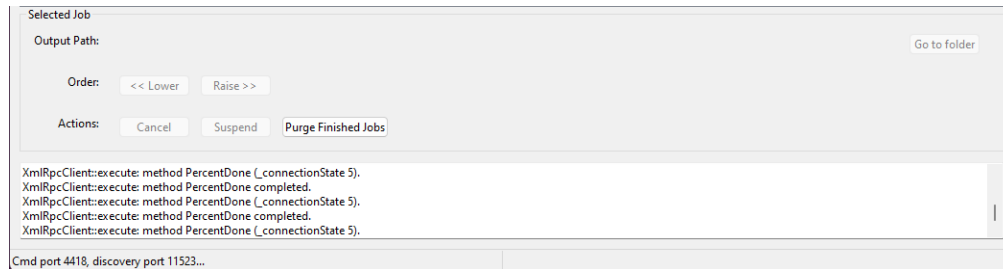 Selected Job
Output Path:
Go to folder
Order:
<< Lower
Raise >>
Actions:
Cancel
Suspend
Purge Finished Jobs
XmlRpcClient::execute: method PercentDone (_connectionState 5).
XmlRpcClient::execute: method PercentDone completed.
XmlRpcClient::execute: method PercentDone (_connectionState 5).
XmlRpcClient::execute: method PercentDone completed.
XmlRpcClient::execute: method PercentDone (_connectionState 5).
Cmd port 4418, discovery port 11523...